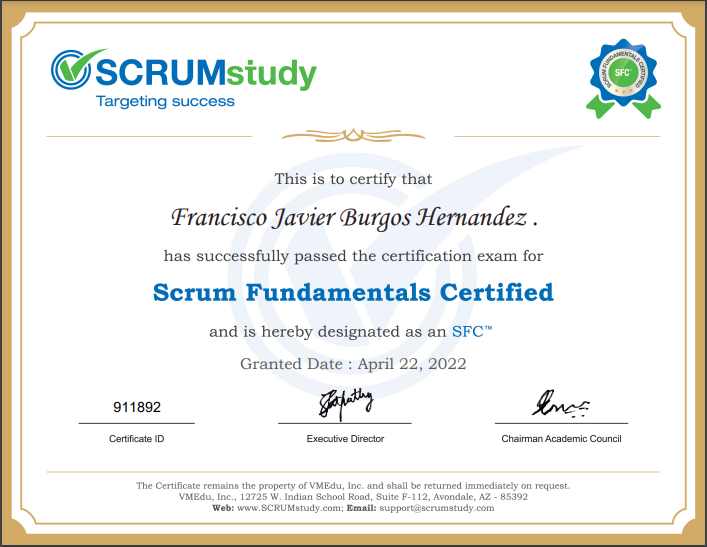 SCRUMstudy
Targeting success
SCRUM FUNDAMENTALS CERTIFIED
SFC
This is to certify that
Francisco Javier Burgos Hernandez .
has successfully passed the certification exam for
Scrum Fundamentals Certified
and is hereby designated as an SFC™
Granted Date : April 22, 2022
911892
Certificate ID
Executive Director
Chairman Academic Council
The Certificate remains the property of VMEdu, Inc. and shall be returned immediately on request.
VMEdu, Inc., 12725 W. Indian School Road, Suite F-112, Avondale, AZ - 85392
Web: www.SCRUMstudy.com; Email: support@scrumstudy.com